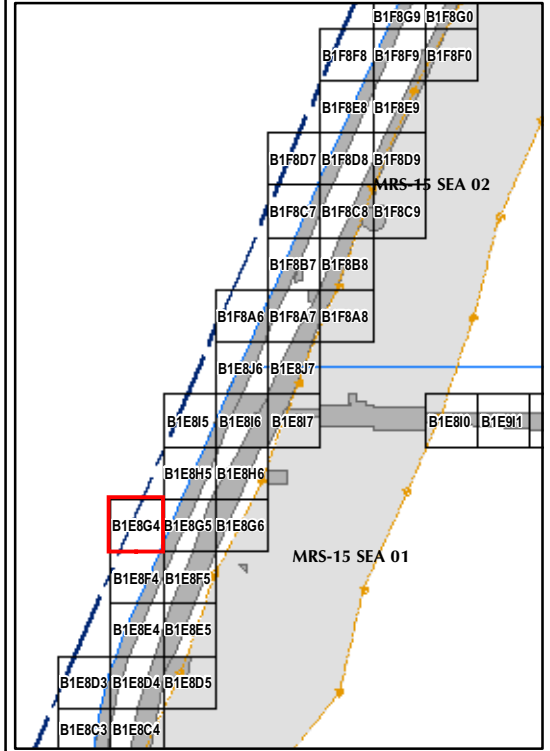 B1F8G9 B1F8G0
B1F8F8 B1F8F9 B1F8F0
B1F8E8 B1F8E9
B1F8D7 B1F8D8 B1F8D9
MRS-15 SEA 02
B1F8C7 B1F8C8 B1F8C9
B1F8B7 B1F8B8
B1F8A6 B1F8A7 B1F8A8
B1E8J6 B1E8J7
B1E8I5 B1E8I6 B1E8I7 B1E8I0 B1E9I1
B1E8H5 B1E8H6
B1E8G4 B1E8G5 B1E8G6
MRS-15 SEA 01
B1E8F4 B1E8F5
B1E8E4 B1E8E5
B1E8D3 B1E8D4 B1E8D5
B1E8C3 B1E8C4